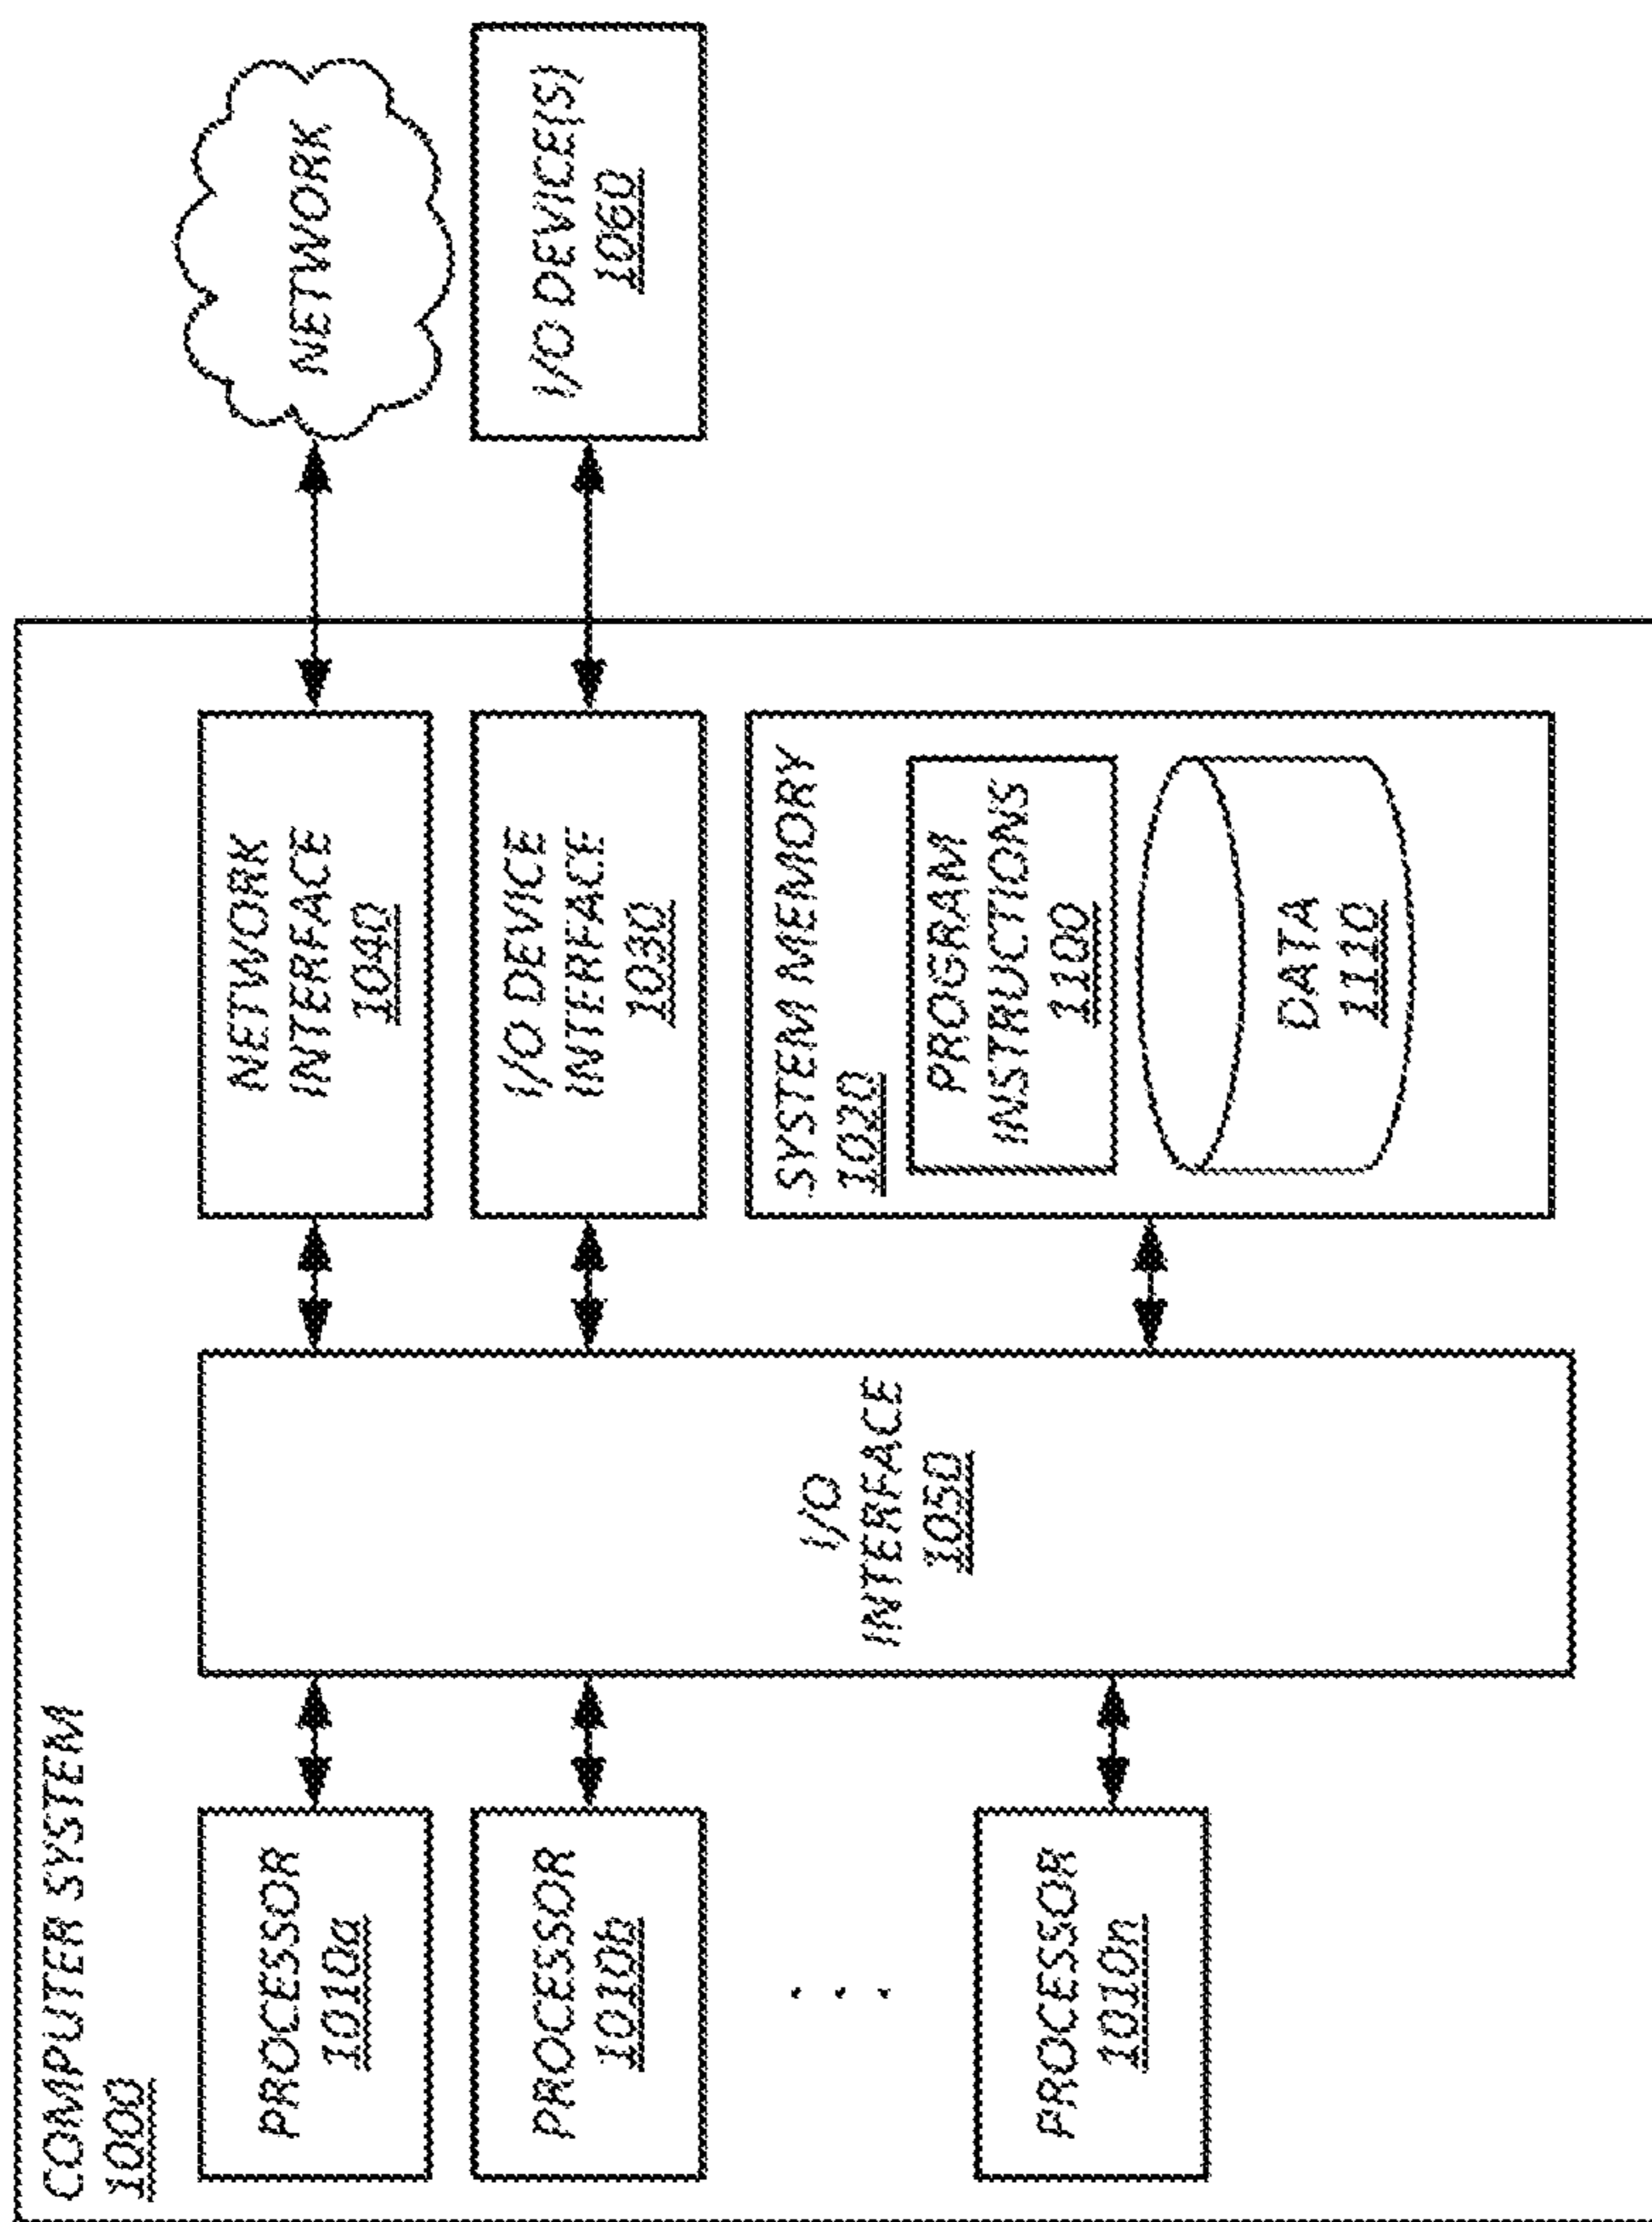 COMPUTER SYSTEM
1000
PROCESSOR
1010a
PROCESSOR
1010b
. . .
PROCESSOR
1010n
I/O
INTERFACE
1050
NETWORK
INTERFACE
1040
I/O DEVICE
INTERFACE
1030
SYSTEM MEMORY
1020
PROGRAM
INSTRUCTIONS
1100
DATA
1110
NETWORK
I/O DEVICE(S)
1060